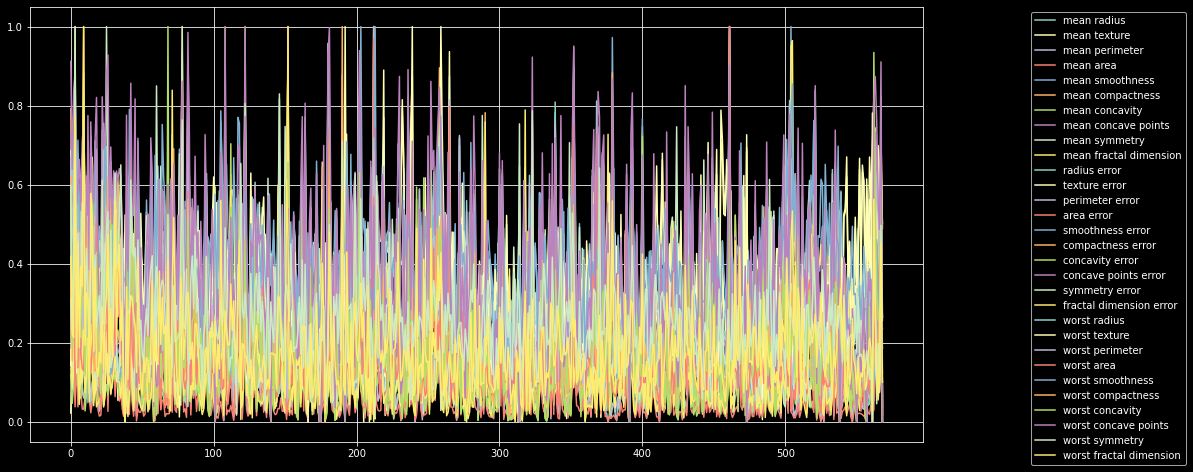 1.0
0.8
0.6
0.4
0.2
0.0
0
100
200
300
400
500
mean radius
mean texture
mean perimeter
mean area
mean smoothness
mean compactness
mean concavity
mean concave points
mean symmetry
mean fractal dimension
radius error
texture error
perimeter error
area error
smoothness error
compactness error
concavity error
concave points error
symmetry error
fractal dimension error
worst radius
worst texture
worst perimeter
worst area
worst smoothness
worst compactness
worst concavity
worst concave points
worst symmetry
worst fractal dimension